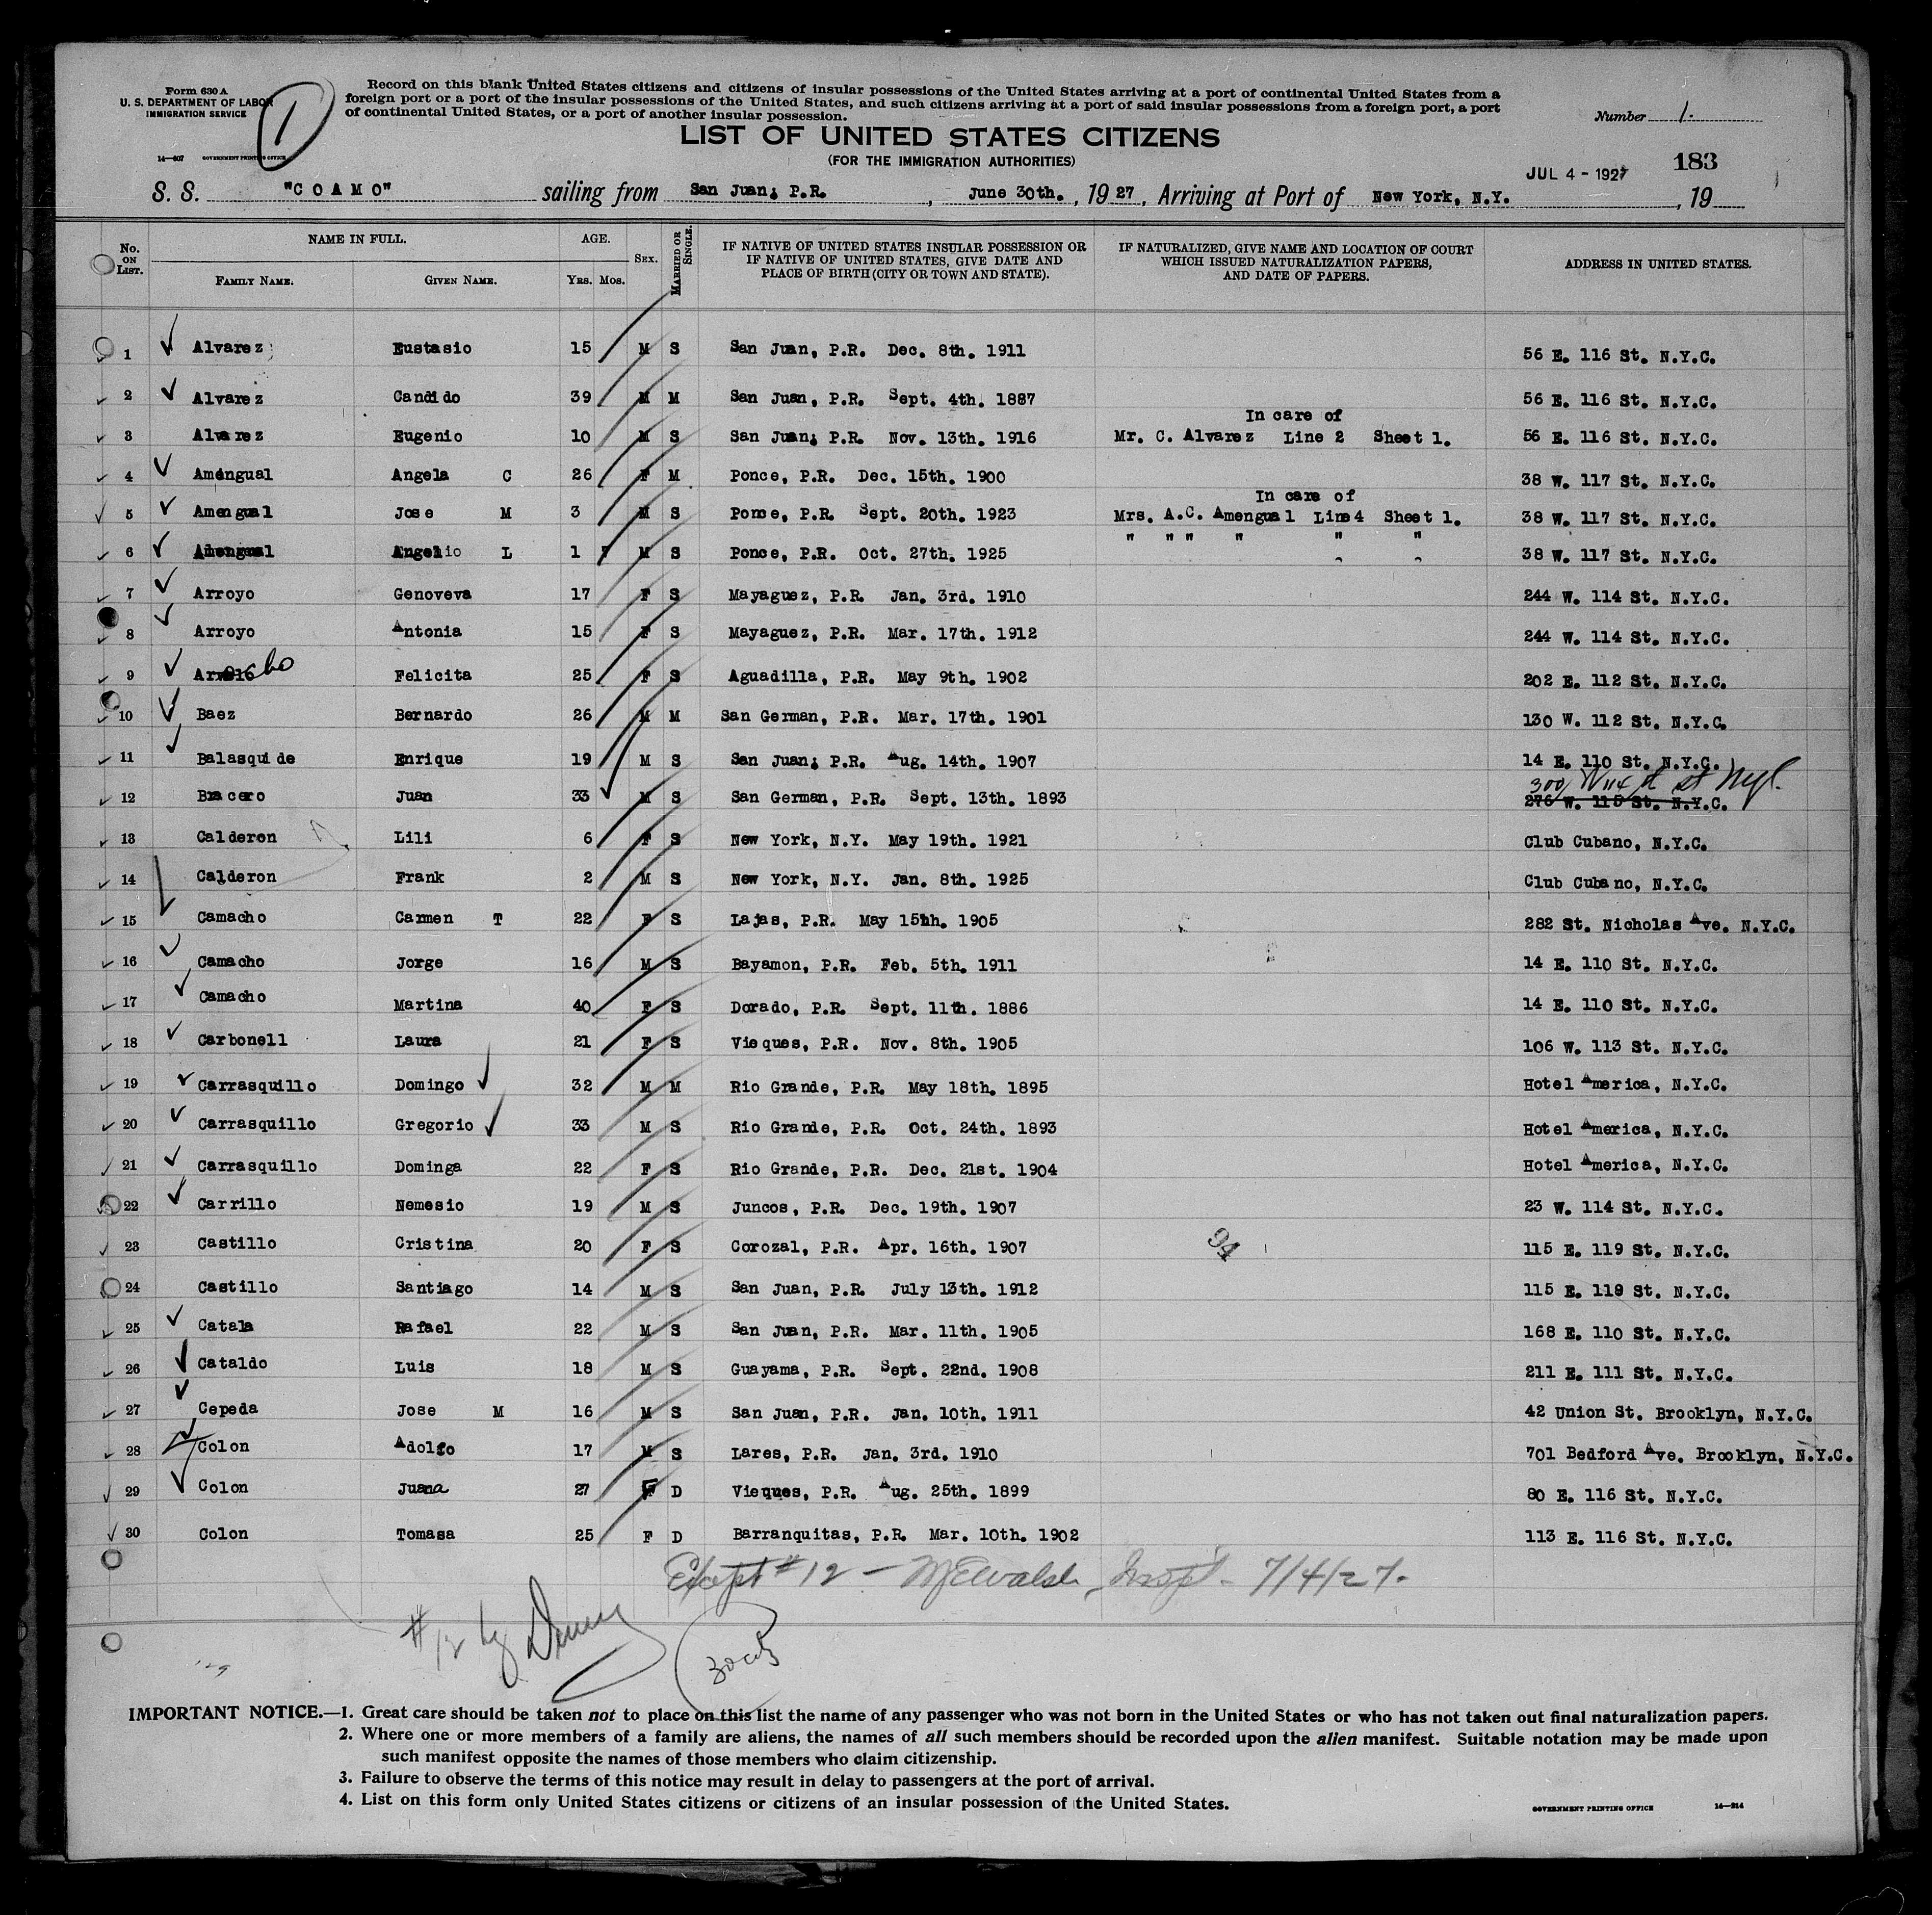 Form 630 A
U. S. DEPARTMENT OF LABOR
IMMIGRATION SERVICE
14—607 GOVERNMENT PRINTING OFFICE
1
Record on this blank United States citizens and citizens of insular possessions of the United States arriving at a port of continental United States from a
foreign port or a port of the insular possessions of the United States, and such citizens arriving at a port of said insular possessions from a foreign port, a port
of continental United States, or a port of another insular possession.
Number 1.
LIST OF UNITED STATES CITIZENS
(FOR THE IMMIGRATION AUTHORITIES)
JUL 4 - 1927 183
S. S. "COAMO" sailing from San Juan; P.R. , June 30th. , 1927 , Arriving at Port of New York, N.Y. , 19
No. ON LIST. NAME IN FULL. FAMILY NAME. GIVEN NAME. AGE. YRS. MOS. SEX. MARRIED OR SINGLE. IF NATIVE OF UNITED STATES INSULAR POSSESSION OR IF NATIVE OF UNITED STATES, GIVE DATE AND PLACE OF BIRTH (CITY OR TOWN AND STATE). IF NATURALIZED, GIVE NAME AND LOCATION OF COURT WHICH ISSUED NATURALIZATION PAPERS, AND DATE OF PAPERS. ADDRESS IN UNITED STATES.
1 Alvarez Eustasio 15 M S San Juan, P.R. Dec. 8th. 1911 56 E. 116 St. N.Y.C.
2 Alvarez Candido 39 M M San Juan, P.R. Sept. 4th. 1887 56 E. 116 St. N.Y.C.
In care of
3 Alvarez Eugenio 10 M S San Juan; P.R. Nov. 13th. 1916 Mr. C. Alvarez Line 2 Sheet 1. 56 E. 116 St. N.Y.C.
4 Amengual Angela C 26 F M Ponce, P.R. Dec. 15th. 1900 38 W. 117 St. N.Y.C.
In care of
5 Amengual Jose M 3 M S Ponce, P.R. Sept. 20th. 1923 Mrs. A.C. Amengual Line4 Sheet 1. 38 W. 117 St. N.Y.C.
6 Amengual Angelio L 1 M S Ponce, P.R. Oct. 27th. 1925 " " " " " " 38 W. 117 St. N.Y.C.
7 Arroyo Genoveva 17 F S Mayaguez, P.R. Jan. 3rd. 1910 244 W. 114 St. N.Y.C.
8 Arroyo Antonia 15 F S Mayaguez, P.R. Mar. 17th. 1912 244 W. 114 St. N.Y.C.
9 Felicita 25 F S Aguadilla, P.R. May 9th. 1902 202 E. 112 St. N.Y.C.
10 Baez Bernardo 26 M M San German, P.R. Mar. 17th. 1901 130 W. 112 St. N.Y.C.
11 Balasquide Enrique 19 M S San Juan; P.R. Aug. 14th. 1907 14 E. 110 St. N.Y.C.
300 W 114 th st Nyc.
12 Bracero Juan 33 M S San German, P.R. Sept. 13th. 1893 276 W. 115 St. N.Y.C.
13 Calderon Lili 6 F S New York, N.Y. May 19th. 1921 Club Cubano, N.Y.C.
14 Calderon Frank 2 M S New York, N.Y. Jan. 8th. 1925 Club Cubano, N.Y.C.
15 Camacho Carmen T 22 F S Lajas, P.R. May 15th. 1905 282 St. Nicholas Ave. N.Y.C.
16 Camacho Jorge 16 M S Bayamon, P.R. Feb. 5th. 1911 14 E. 110 St. N.Y.C.
17 Camacho Martina 40 F S Dorado, P.R. Sept. 11th. 1886 14 E. 110 St. N.Y.C.
18 Carbonell Laura 21 F S Vieques, P.R. Nov. 8th. 1905 106 W. 113 St. N.Y.C.
19 Carrasquillo Domingo 32 M M Rio Grande, P.R. May 18th. 1895 Hotel America, N.Y.C.
20 Carrasquillo Gregorio 33 M S Rio Grande, P.R. Oct. 24th. 1893 Hotel America, N.Y.C.
21 Carrasquillo Dominga 22 F S Rio Grande, P.R. Dec. 21st. 1904 Hotel America, N.Y.C.
22 Carrillo Nemesio 19 M S Juncos, P.R. Dec. 19th. 1907 23 W. 114 St. N.Y.C.
23 Castillo Cristina 20 F S Corozal, P.R. Apr. 16th. 1907 94 115 E. 119 St. N.Y.C.
24 Castillo Santiago 14 M S San Juan, P.R. July 13th. 1912 115 E. 119 St. N.Y.C.
25 Catala Rafael 22 M S San Juan, P.R. Mar. 11th. 1905 168 E. 110 St. N.Y.C.
26 Cataldo Luis 18 M S Guayama, P.R. Sept. 22nd. 1908 211 E. 111 St. N.Y.C.
27 Cepeda Jose M 16 M S San Juan, P.R. Jan. 10th. 1911 42 Union St. Brooklyn, N.Y.C.
28 Colon Adolfo 17 M S Lares, P.R. Jan. 3rd. 1910 701 Bedford Ave. Brooklyn, N.Y.C.
29 Colon Juana 27 F D Vieques, P.R. Aug. 25th. 1899 80 E. 116 St. N.Y.C.
30 Colon Tomasa 25 F D Barranquitas, P.R. Mar. 10th. 1902 113 E. 116 St. N.Y.C.
Except #12 — McEwalsh Inspt - 7/4/27.
#12 by
IMPORTANT NOTICE.—1. Great care should be taken not to place on this list the name of any passenger who was not born in the United States or who has not taken out final naturalization papers.
2. Where one or more members of a family are aliens, the names of all such members should be recorded upon the alien manifest. Suitable notation may be made upon
such manifest opposite the names of those members who claim citizenship.
3. Failure to observe the terms of this notice may result in delay to passengers at the port of arrival.
4. List on this form only United States citizens or citizens of an insular possession of the United States.
GOVERNMENT PRINTING OFFICE 14—814